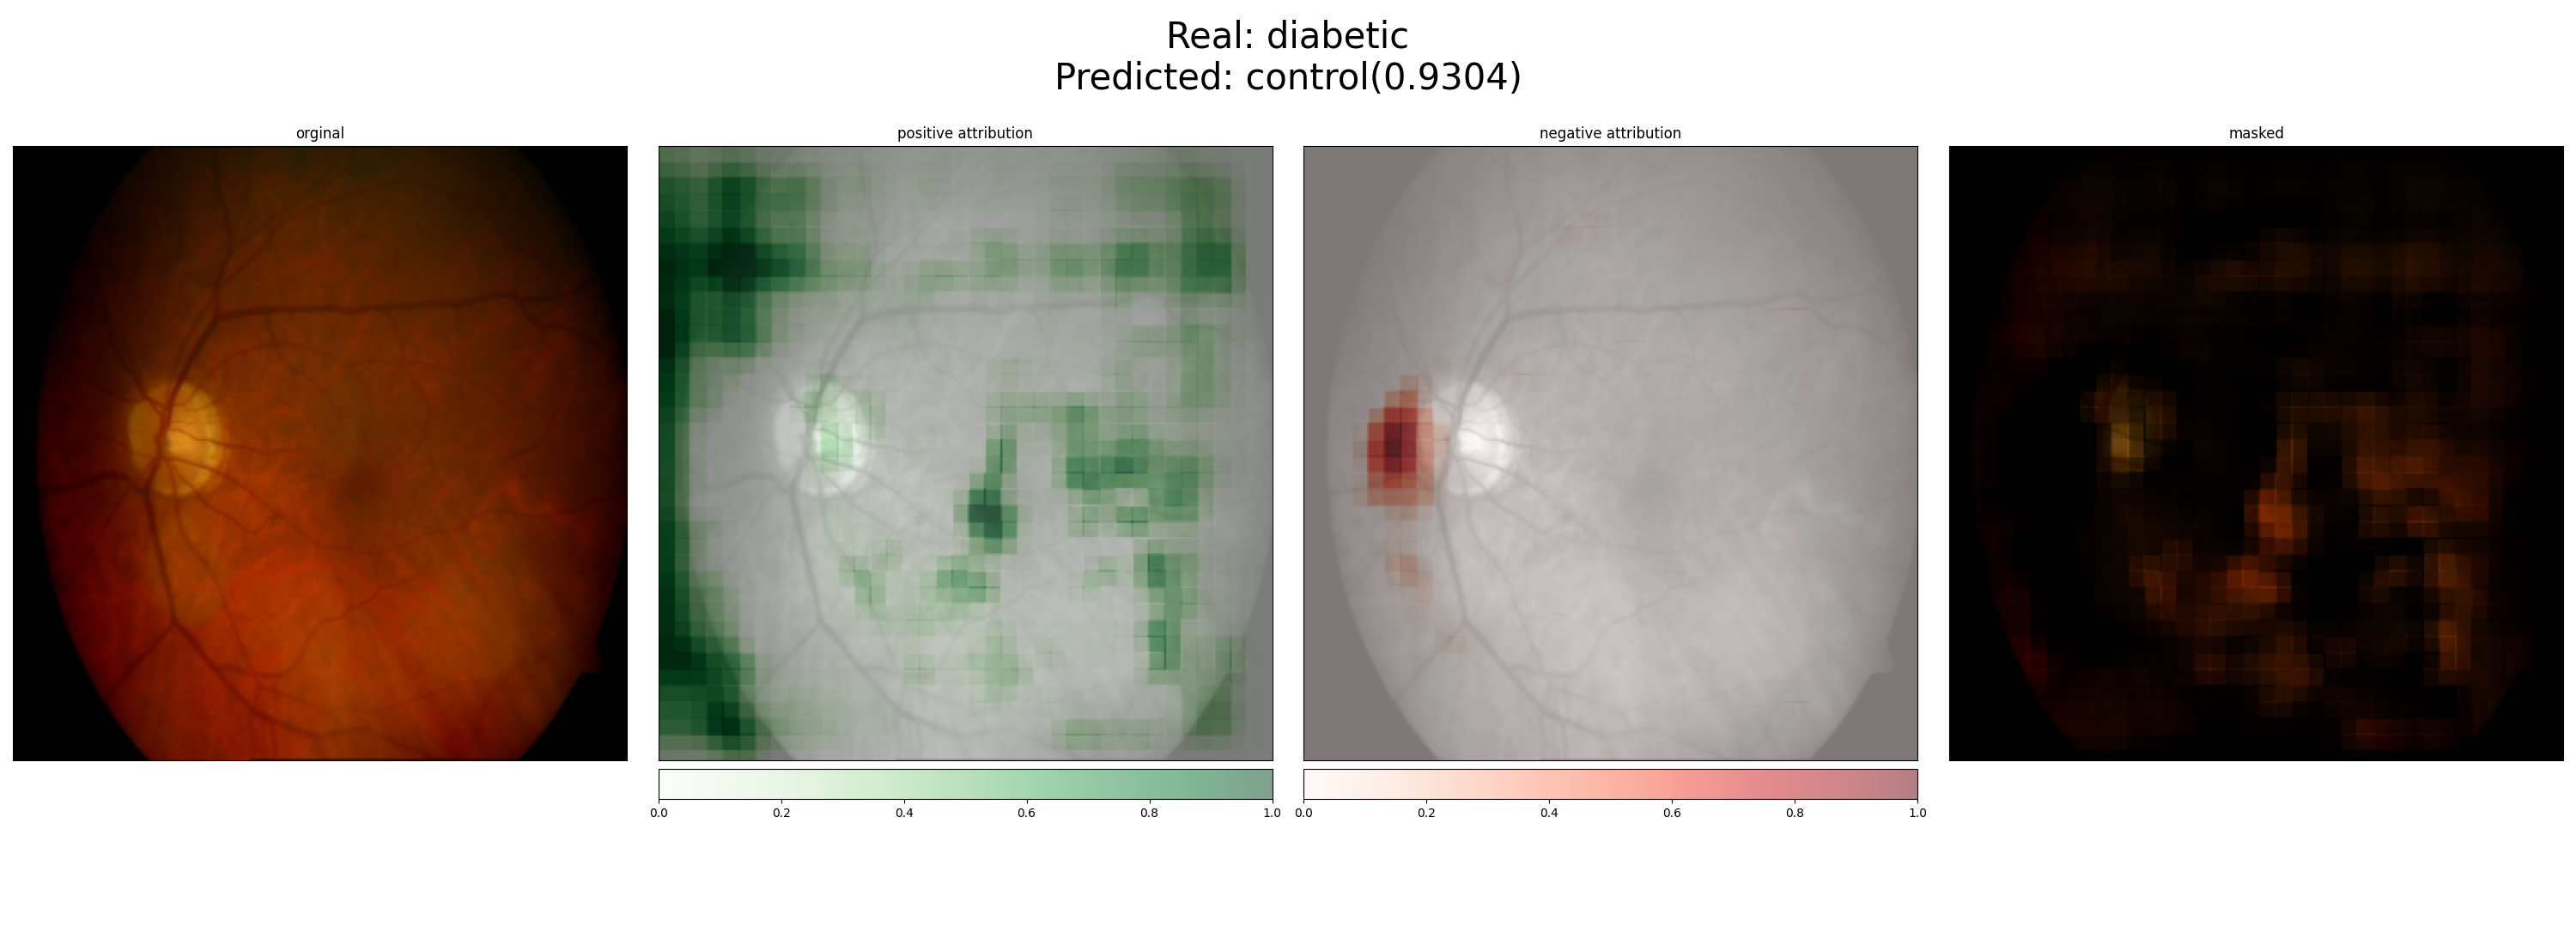 Real: diabetic
Predicted: control(0.9304)
orginal
positive attribution
negative attribution
masked
0.0 0.2 0.4 0.6 0.8 1.0
0.0 0.2 0.4 0.6 0.8 1.0